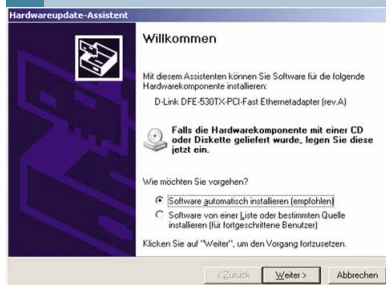 Hardwareupdate-Assistent
Willkommen
Mit diesem Assistenten können Sie Software für die folgende
Hardwarekomponente installieren:
D-Link DFE-530TX-PCI-Fast Ethernetadapter (rev.A)
Falls die Hardwarekomponente mit einer CD
oder Diskette geliefert wurde, legen Sie diese
jetzt ein.
Wie möchten Sie vorgehen?
Software automatisch installieren (empfohlen)
Software von einer Liste oder bestimmten Quelle
installieren (für fortgeschrittene Benutzer)
Klicken Sie auf "Weiter", um den Vorgang fortzusetzen.
< Zurück Weiter > Abbrechen